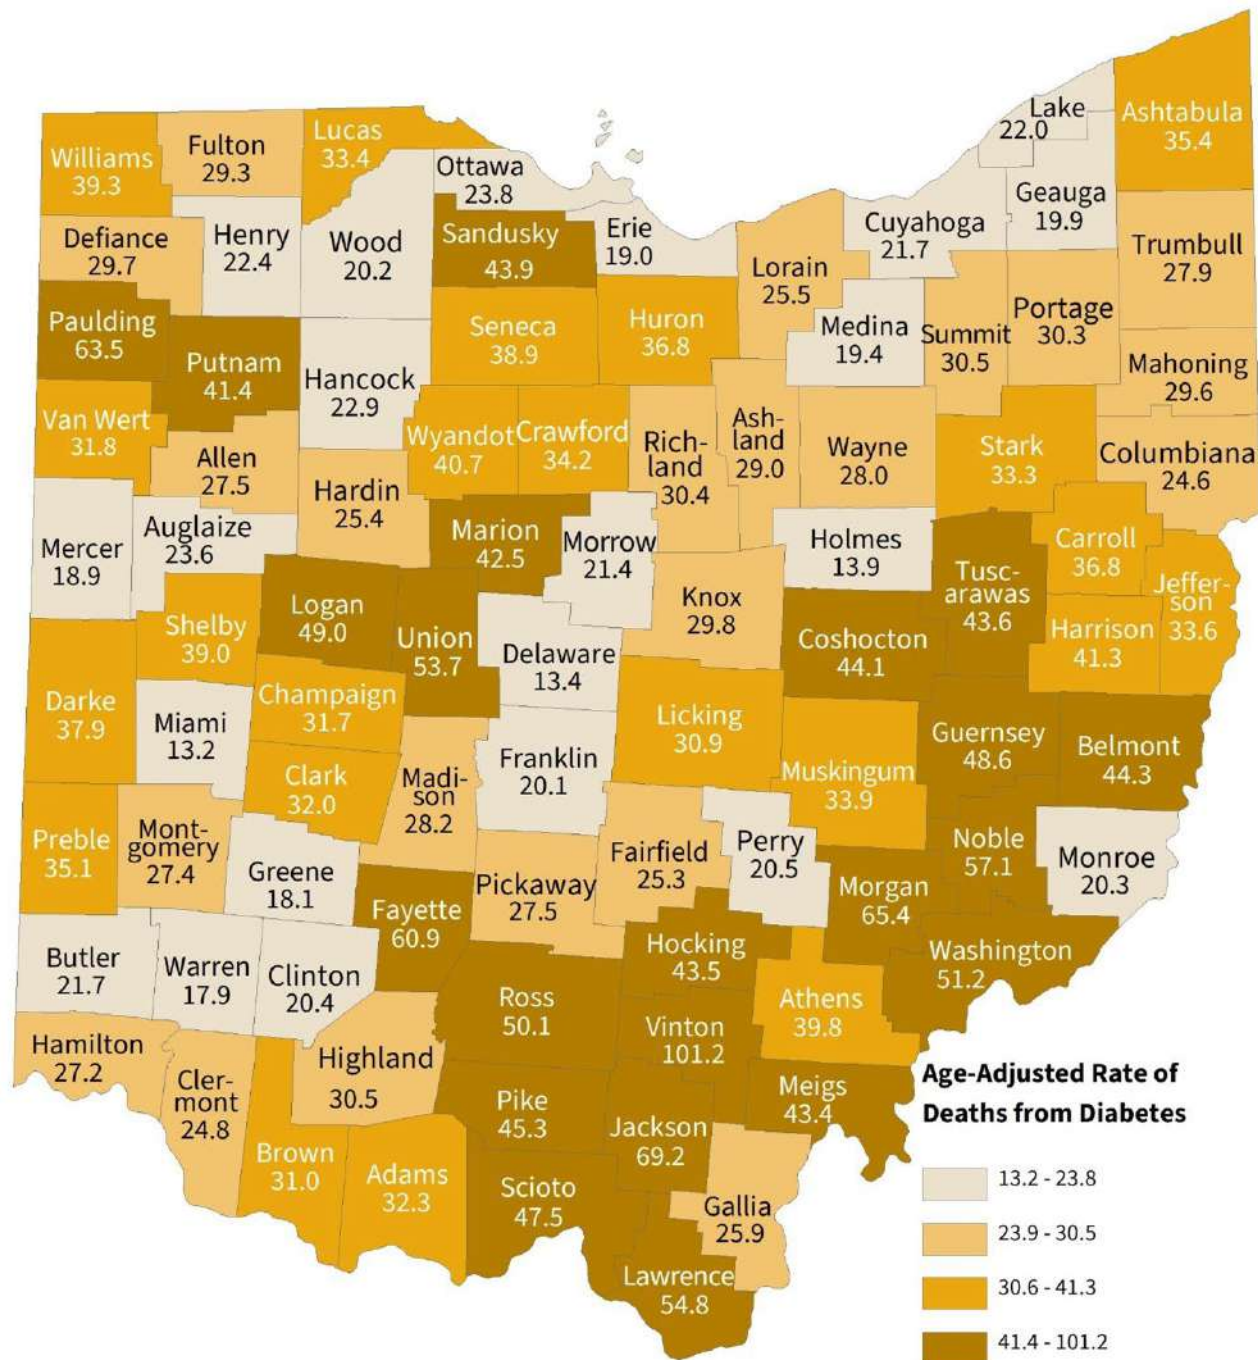 Lake
22.0
Ashtabula
35.4
Williams
39.3
Fulton
29.3
Lucas
33.4
Ottawa
23.8
Geauga
19.9
Defiance
29.7
Henry
22.4
Wood
20.2
Sandusky
43.9
Erie
19.0
Cuyahoga
21.7
Trumbull
27.9
Lorain
25.5
Paulding
63.5
Putnam
41.4
Hancock
22.9
Seneca
38.9
Huron
36.8
Medina
19.4
Summit
30.5
Portage
30.3
Mahoning
29.6
Van Wert
31.8
Allen
27.5
Hardin
25.4
Wyandot
40.7
Crawford
34.2
Rich-
land
30.4
Ash-
land
29.0
Wayne
28.0
Stark
33.3
Columbiana
24.6
Mercer
18.9
Auglaize
23.6
Marion
42.5
Morrow
21.4
Holmes
13.9
Tusc-
arawas
43.6
Carroll
36.8
Jeffer-
son
33.6
Shelby
39.0
Logan
49.0
Union
53.7
Delaware
13.4
Knox
29.8
Coshocton
44.1
Harrison
41.3
Darke
37.9
Miami
13.2
Champaign
31.7
Clark
32.0
Madi-
son
28.2
Franklin
20.1
Licking
30.9
Muskingum
33.9
Guernsey
48.6
Belmont
44.3
Preble
35.1
Mont-
gomery
27.4
Greene
18.1
Fayette
60.9
Pickaway
27.5
Fairfield
25.3
Perry
20.5
Morgan
65.4
Noble
57.1
Monroe
20.3
Butler
21.7
Warren
17.9
Clinton
20.4
Ross
50.1
Hocking
43.5
Vinton
101.2
Athens
39.8
Washington
51.2
Hamilton
27.2
Cler-
mont
24.8
Highland
30.5
Brown
31.0
Adams
32.3
Pike
45.3
Jackson
69.2
Meigs
43.4
Scioto
47.5
Gallia
25.9
Lawrence
54.8
Age-Adjusted Rate of
Deaths from Diabetes
13.2 - 23.8
23.9 - 30.5
30.6 - 41.3
41.4 - 101.2